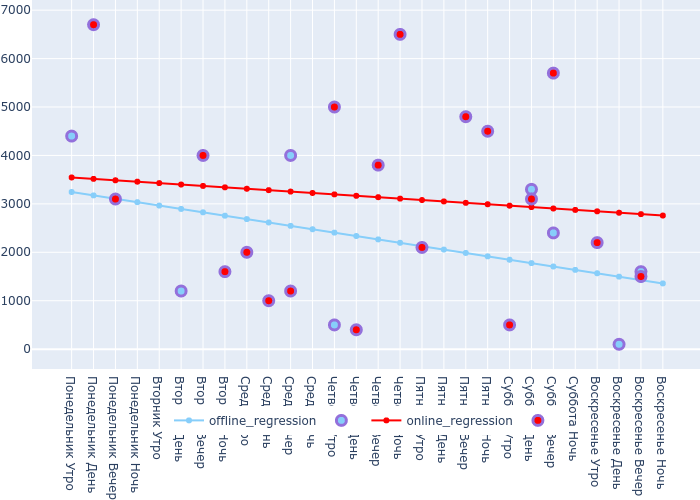 7000
6000
5000
4000
3000
2000
1000
0
Понедельник Утро
Понедельник День
Понедельник Вечер
Понедельник Ночь
Вторник Утро
Втор День
Втор Вечер
Втор Ночь
Сред
Сред
Сред
Сред
Четв
Четв День
Четв Вечер
Четв Ночь
Пятн Утро
Пятн День
Пятн Вечер
Пятн Ночь
Субб Утро
Субб День
Субб Вечер
Суббота Ночь
Воскресенье Утро
Воскресенье День
Воскресенье Вечер
Воскресенье Ночь
offline_regression
online_regression